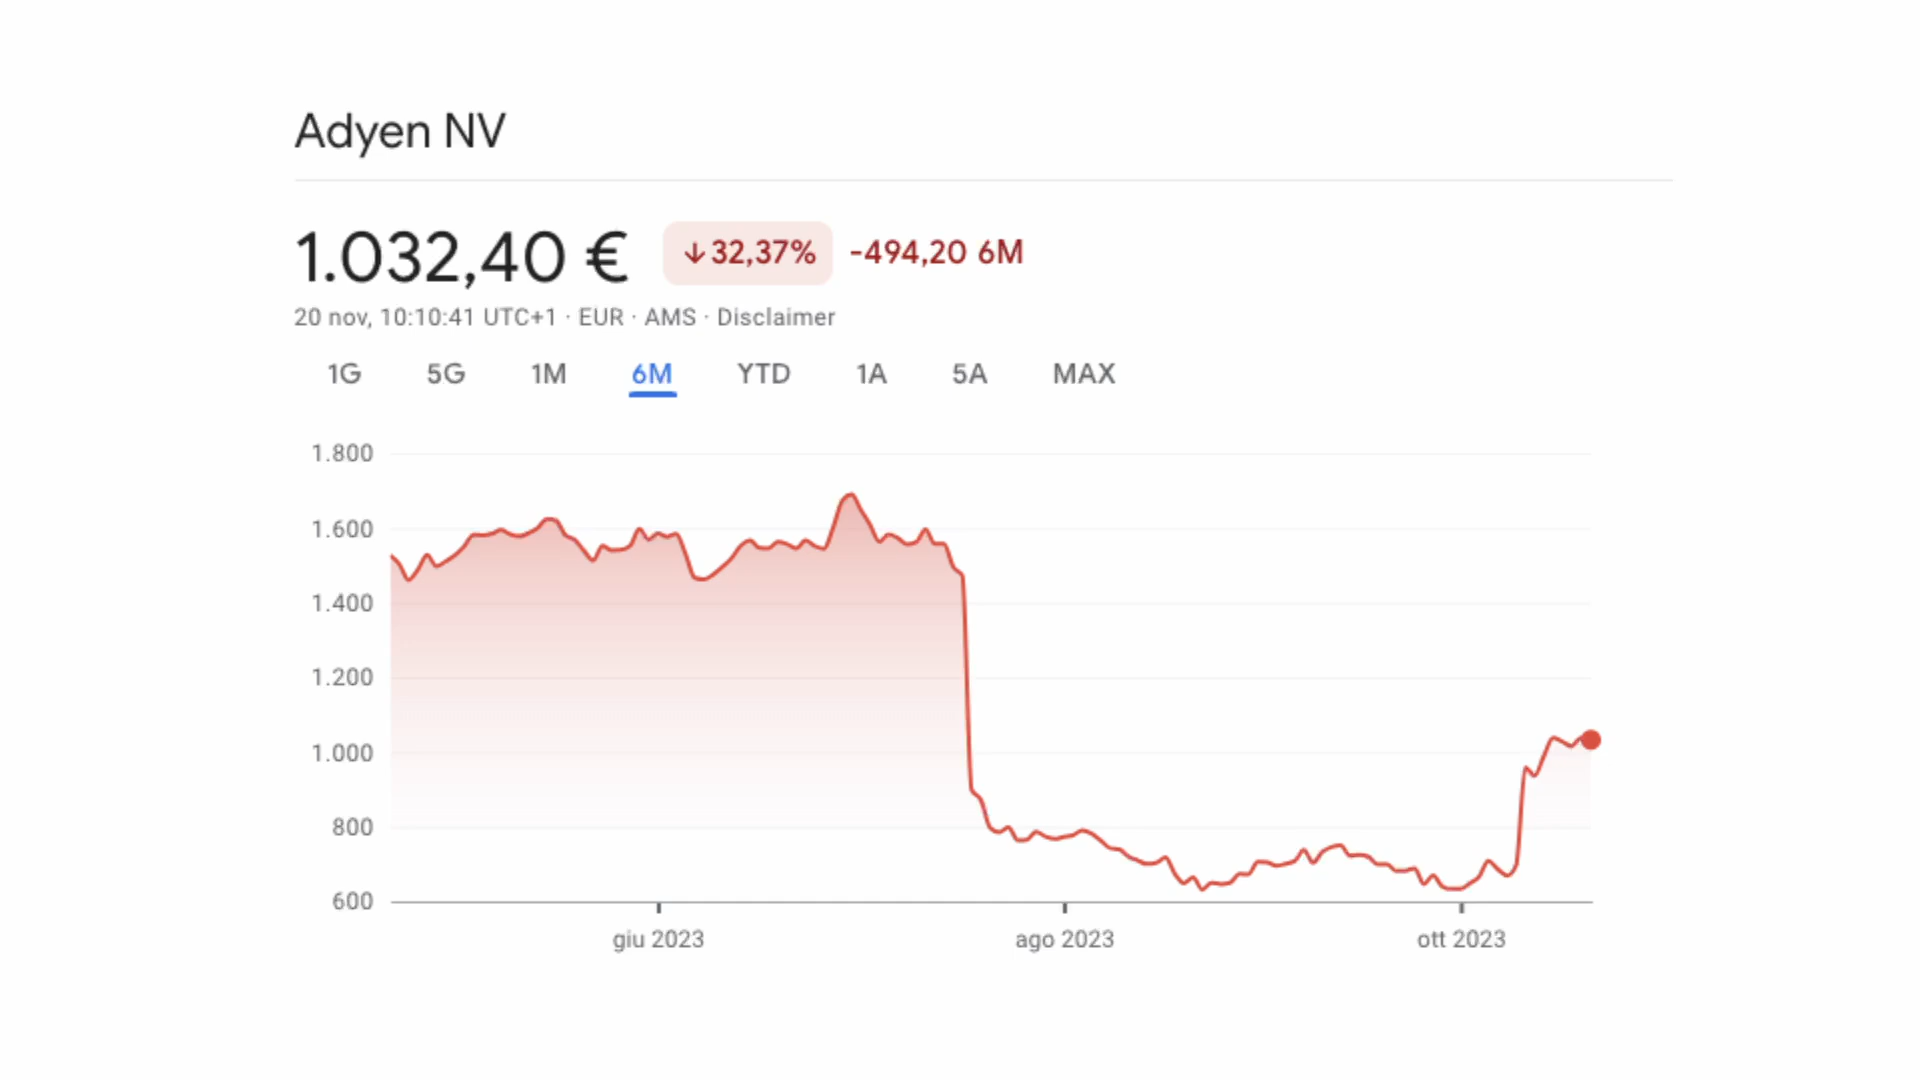 Adyen NV
1.032,40 € ↓32,37% -494,20 6M
20 nov, 10:10:41 UTC+1 · EUR · AMS · Disclaimer
1G 5G 1M 6M YTD 1A 5A MAX
1.800
1.600
1.400
1.200
1.000
800
600
giu 2023 ago 2023 ott 2023